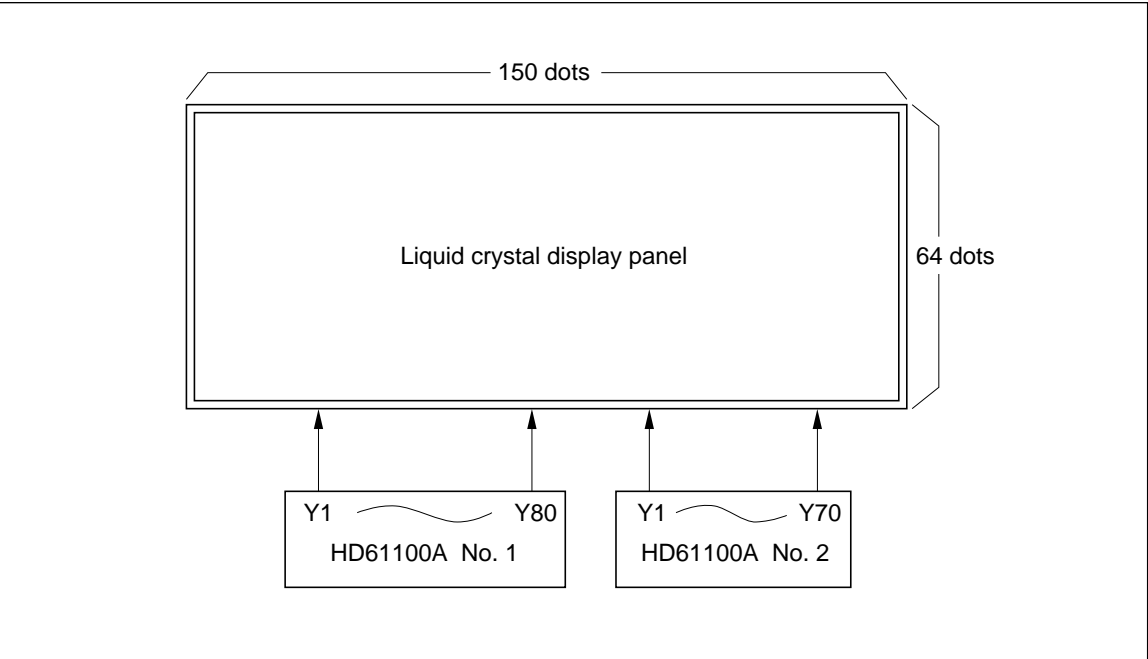 150 dots
Liquid crystal display panel
64 dots
Y1 Y80
HD61100A No. 1
Y1 Y70
HD61100A No. 2